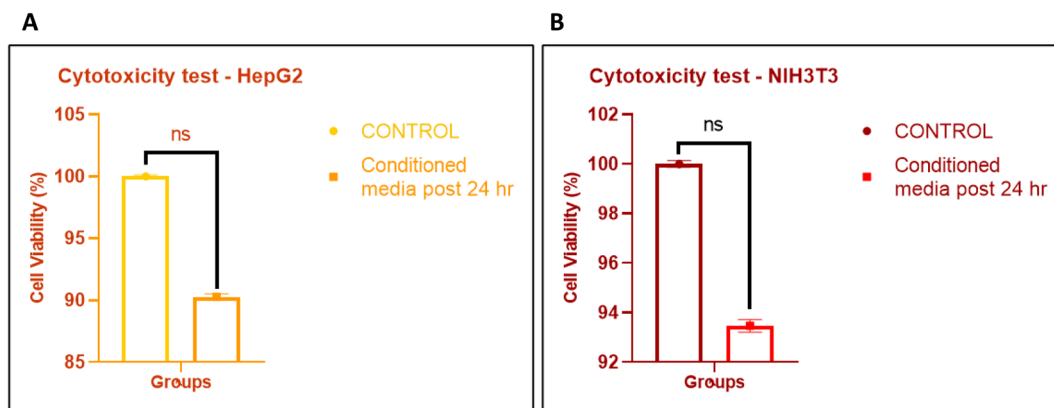 A
Cytotoxicity test - HepG2
105
100
95
90
85
Cell Viability (%)
ns
CONTROL
Conditioned
media post 24 hr
Groups
B
Cytotoxicity test - NIH3T3
102
100
98
96
94
92
Cell Viability (%)
ns
CONTROL
Conditioned
media post 24 hr
Groups